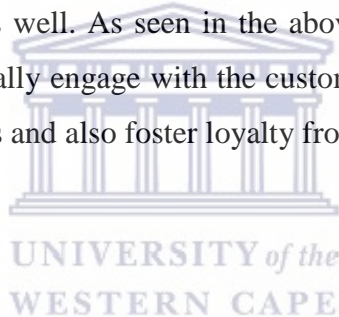 s well. As seen in the abov
ally engage with the custom
s and also foster loyalty fro
UNIVERSITY of the
WESTERN CAPE